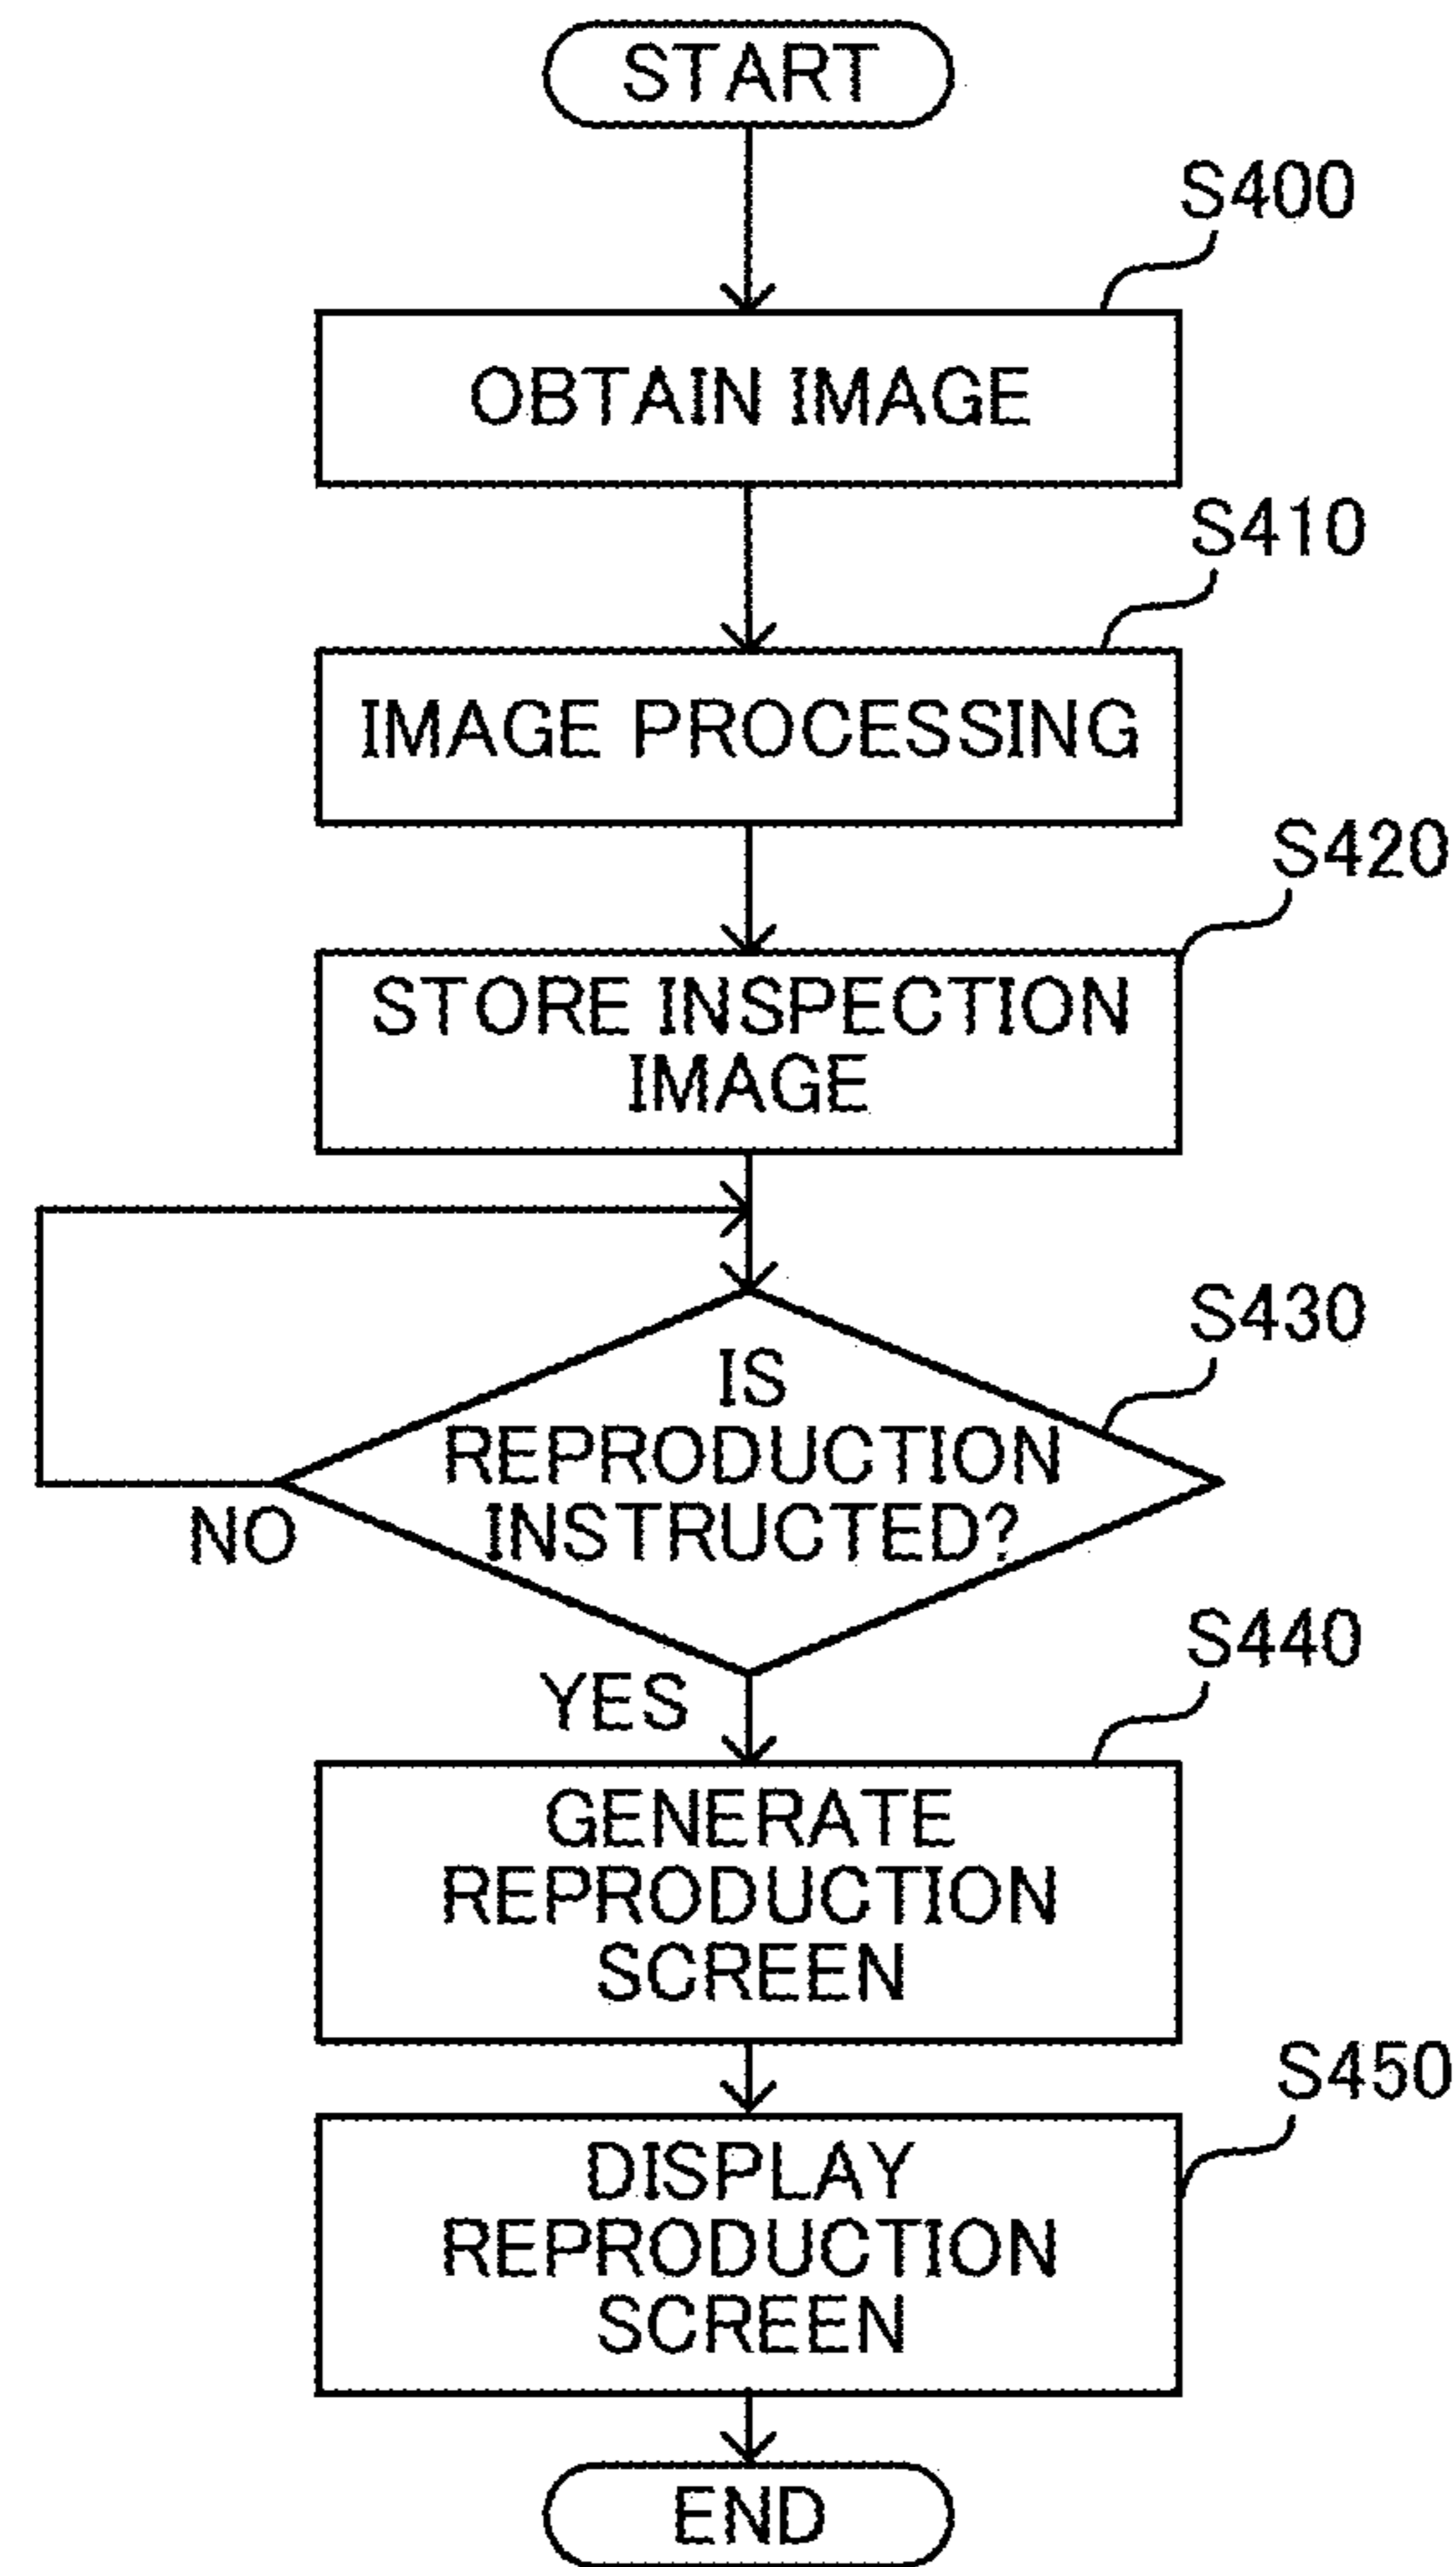 START
S400
OBTAIN IMAGE
S410
IMAGE PROCESSING
S420
STORE INSPECTION
IMAGE
S430
IS
REPRODUCTION
INSTRUCTED?
NO
YES
S440
GENERATE
REPRODUCTION
SCREEN
S450
DISPLAY
REPRODUCTION
SCREEN
END